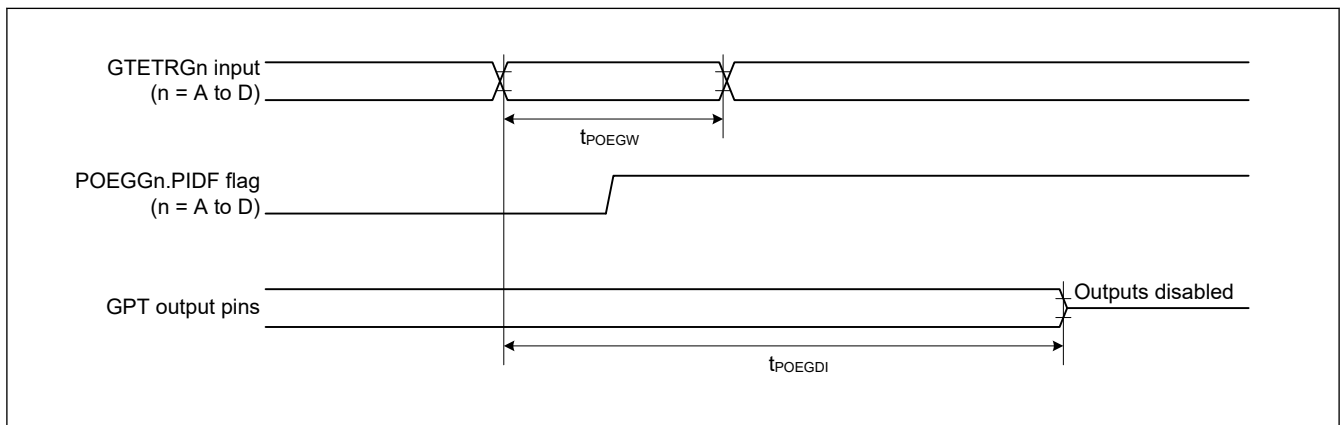 GTETRGn input
(n = A to D)
tPOEGW
POEGGn.PIDF flag
(n = A to D)
GPT output pins
Outputs disabled
tPOEGDI